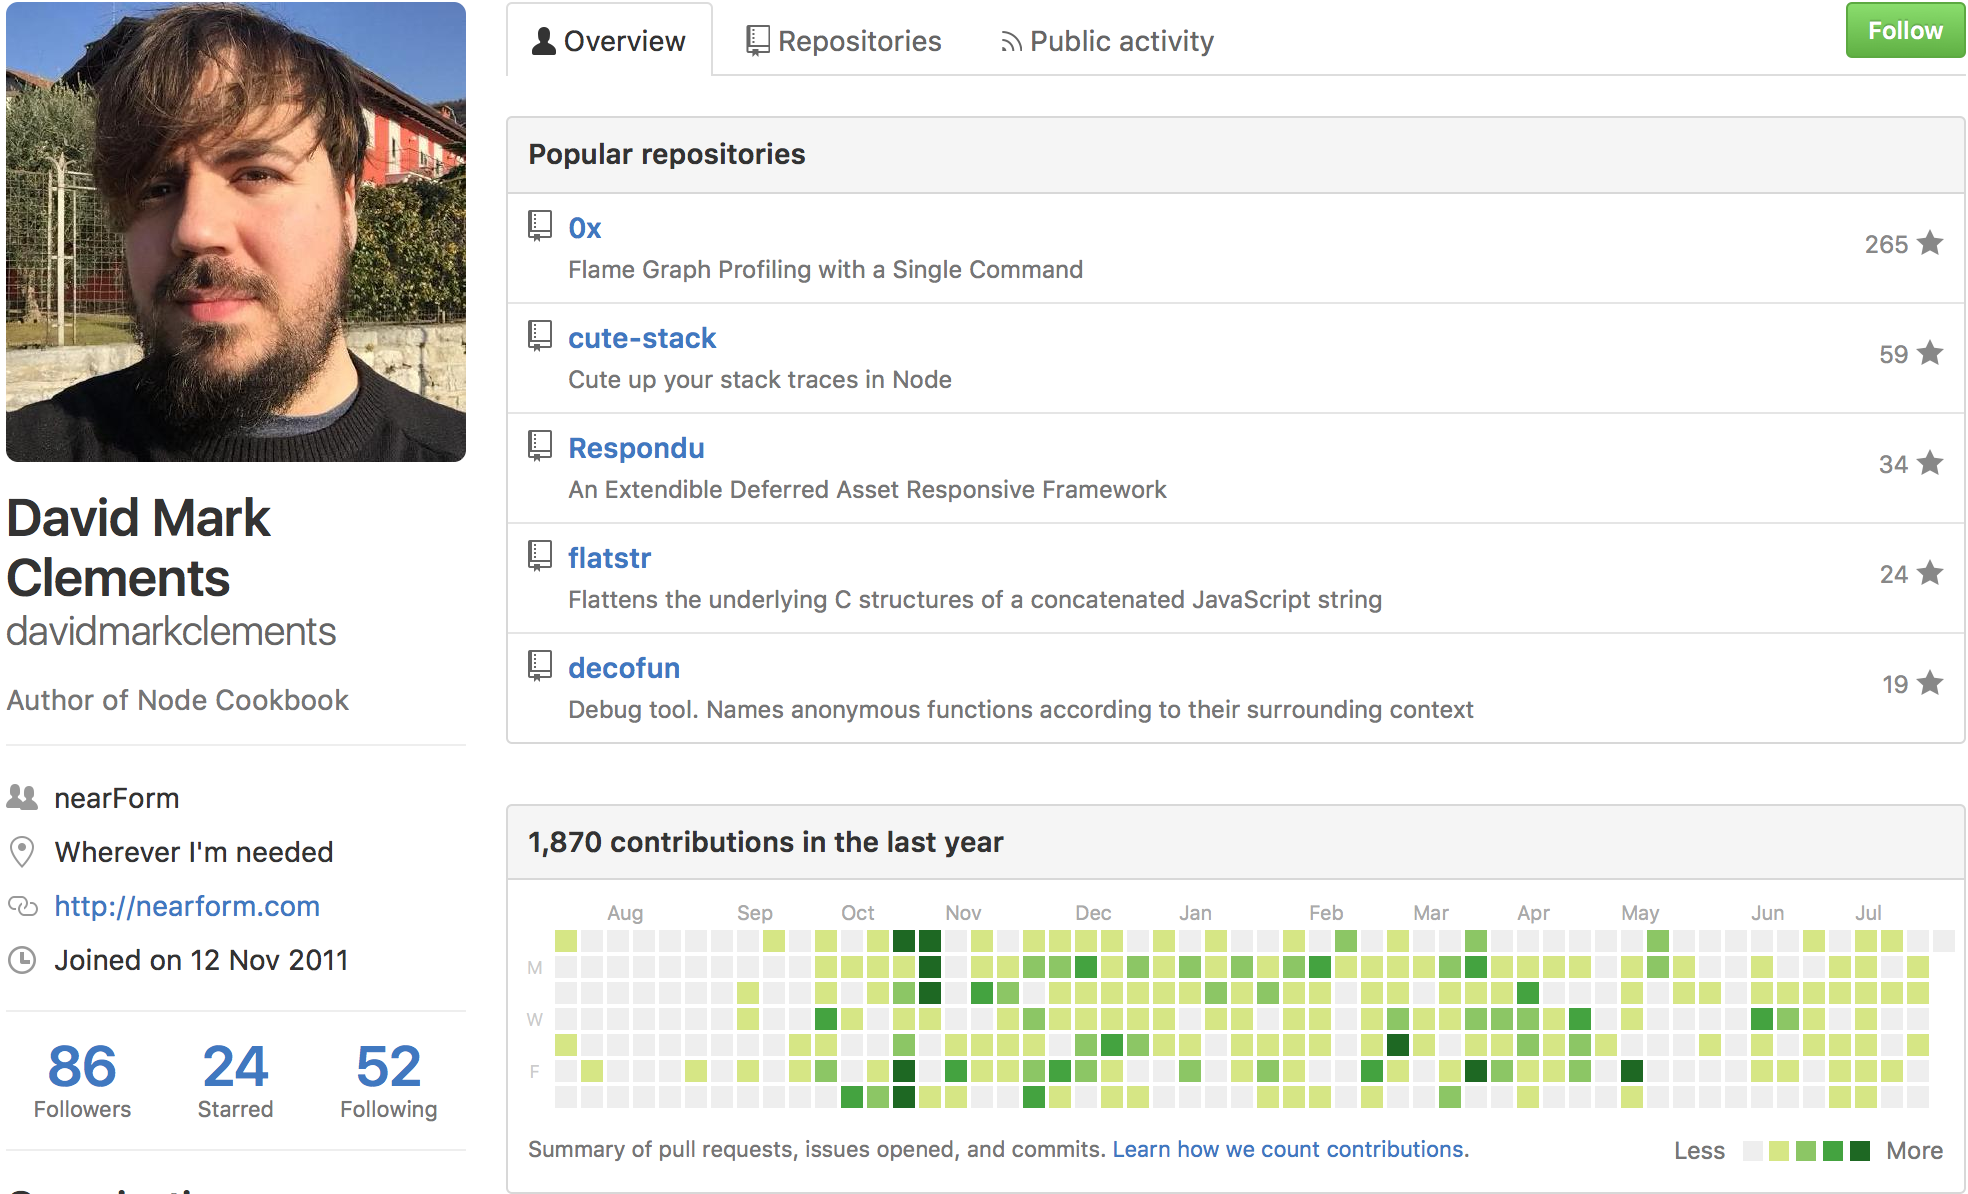 David Mark
Clements
davidmarkclements
Author of Node Cookbook
nearForm
Wherever I'm needed
http://nearform.com
Joined on 12 Nov 2011
86 24 52
Followers Starred Following
Overview Repositories Public activity
Follow
Popular repositories
0x
Flame Graph Profiling with a Single Command
265
cute-stack
Cute up your stack traces in Node
59
Respondu
An Extendible Deferred Asset Responsive Framework
34
flatstr
Flattens the underlying C structures of a concatenated JavaScript string
24
decofun
Debug tool. Names anonymous functions according to their surrounding context
19
1,870 contributions in the last year
Aug Sep Oct Nov Dec Jan Feb Mar Apr May Jun Jul
M
W
F
Summary of pull requests, issues opened, and commits. Learn how we count contributions.
Less More